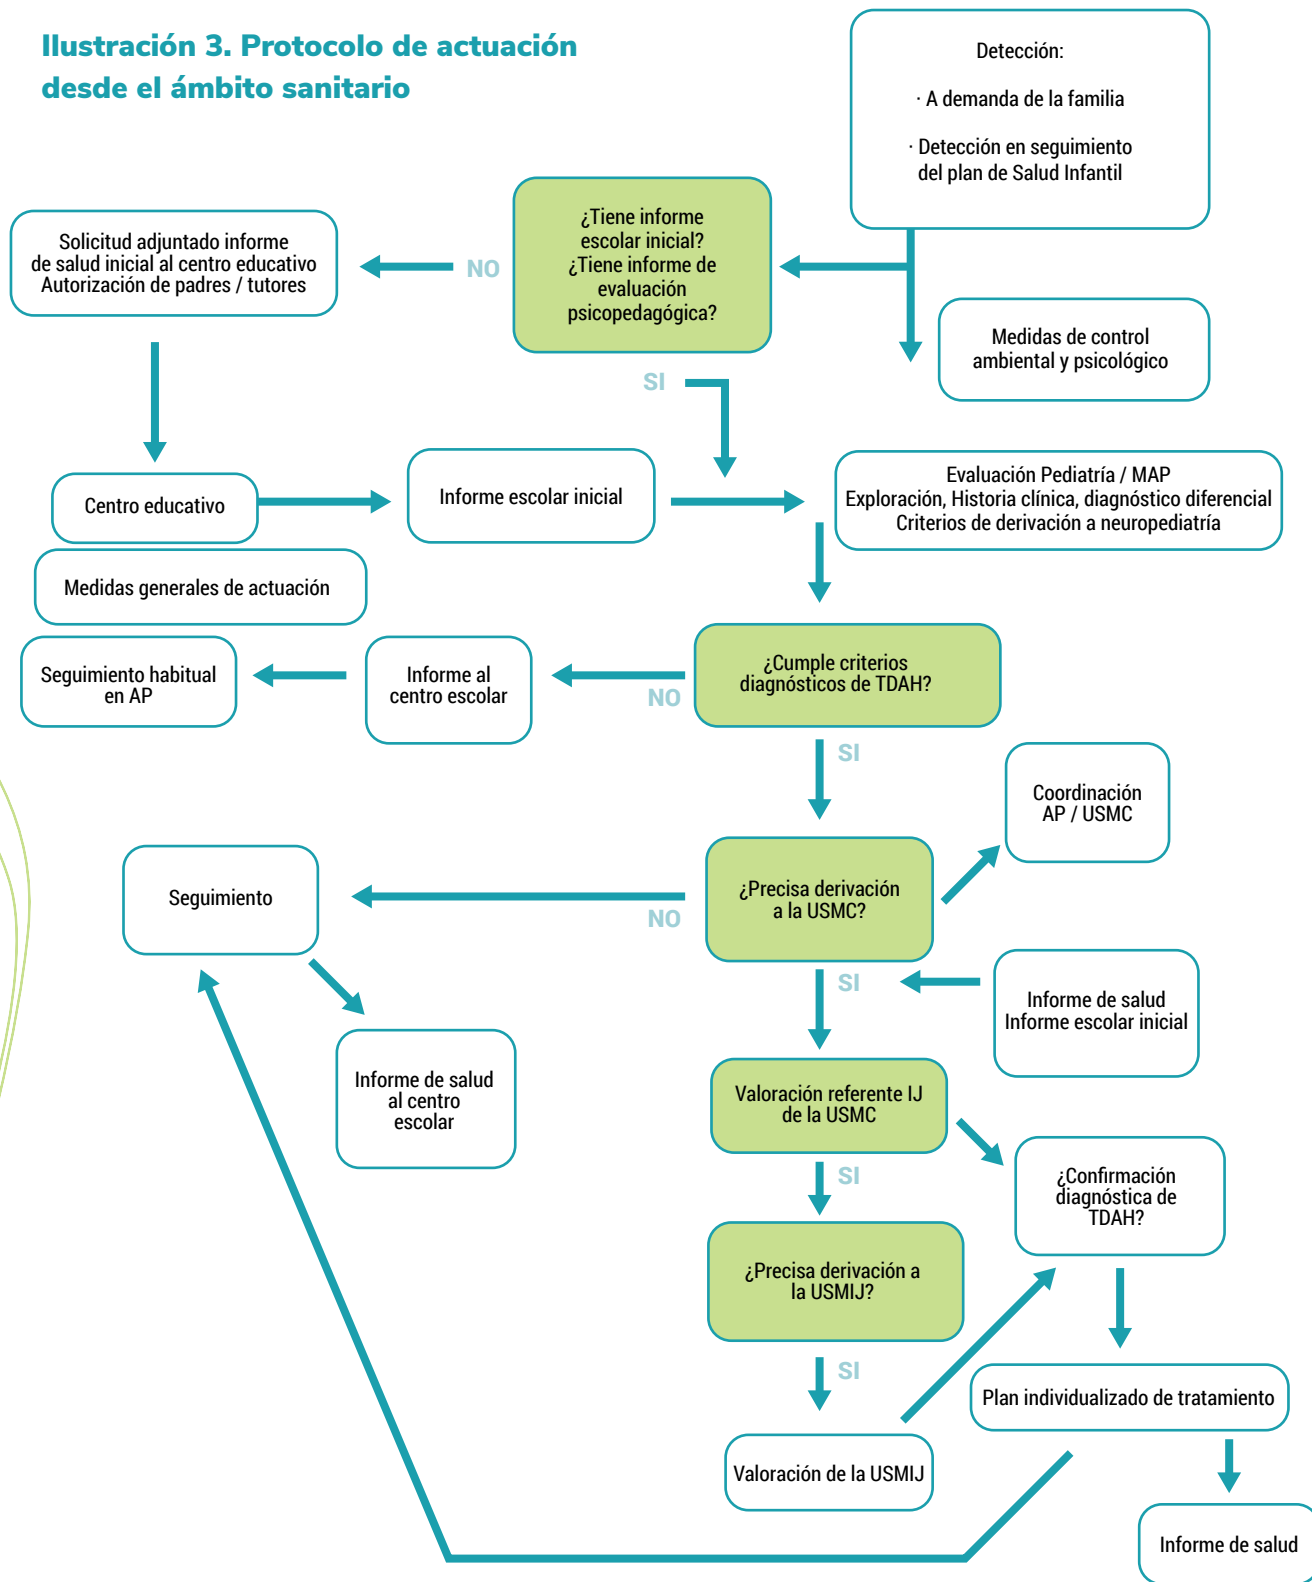 Ilustración 3. Protocolo de actuación
desde el ámbito sanitario
Detección:
· A demanda de la familia
· Detección en seguimiento
del plan de Salud Infantil
¿Tiene informe
escolar inicial?
¿Tiene informe de
evaluación
psicopedagógica?
NO
Solicitud adjuntado informe
de salud inicial al centro educativo
Autorización de padres / tutores
Medidas de control
ambiental y psicológico
SI
Centro educativo
Informe escolar inicial
Evaluación Pediatría / MAP
Exploración, Historia clínica, diagnóstico diferencial
Criterios de derivación a neuropediatría
Medidas generales de actuación
¿Cumple criterios
diagnósticos de TDAH?
NO
Informe al
centro escolar
Seguimiento habitual
en AP
SI
Coordinación
AP / USMC
¿Precisa derivación
a la USMC?
NO
Seguimiento
SI
Informe de salud
Informe escolar inicial
Informe de salud
al centro
escolar
Valoración referente IJ
de la USMC
SI
¿Confirmación
diagnóstica de
TDAH?
¿Precisa derivación a
la USMIJ?
SI
Plan individualizado de tratamiento
Valoración de la USMIJ
Informe de salud